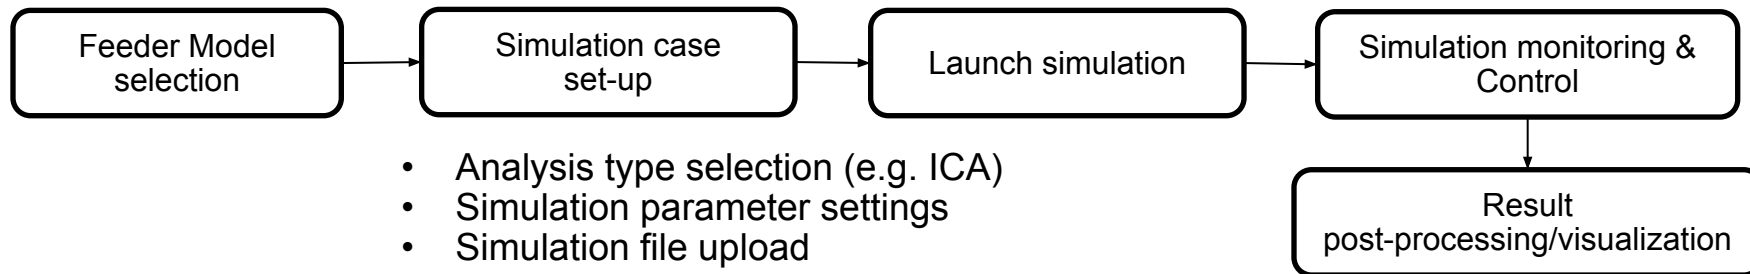 Feeder Model
selection
Simulation case
set-up
Launch simulation
Simulation monitoring &
Control
• Analysis type selection (e.g. ICA)
• Simulation parameter settings
• Simulation file upload
Result
post-processing/visualization